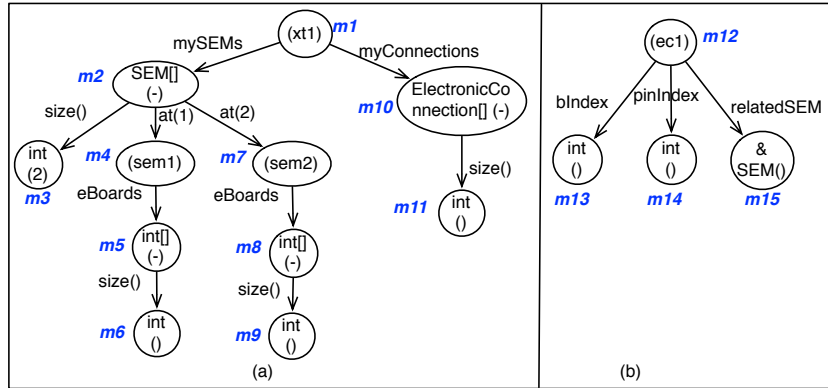 (xt1)
m1
mySEMs
myConnections
m2
SEM[]
(-)
size()
at(1)
at(2)
m10
ElectronicCo
nnection[] (-)
int
(2)
m3
m4
(sem1)
m7
(sem2)
size()
eBoards
eBoards
m11
int
()
m5
int[]
(-)
m8
int[]
(-)
size()
size()
m6
int
()
m9
int
()
(a)
(ec1)
m12
bIndex
pinIndex
relatedSEM
int
()
m13
int
()
m14
&
SEM()
m15
(b)